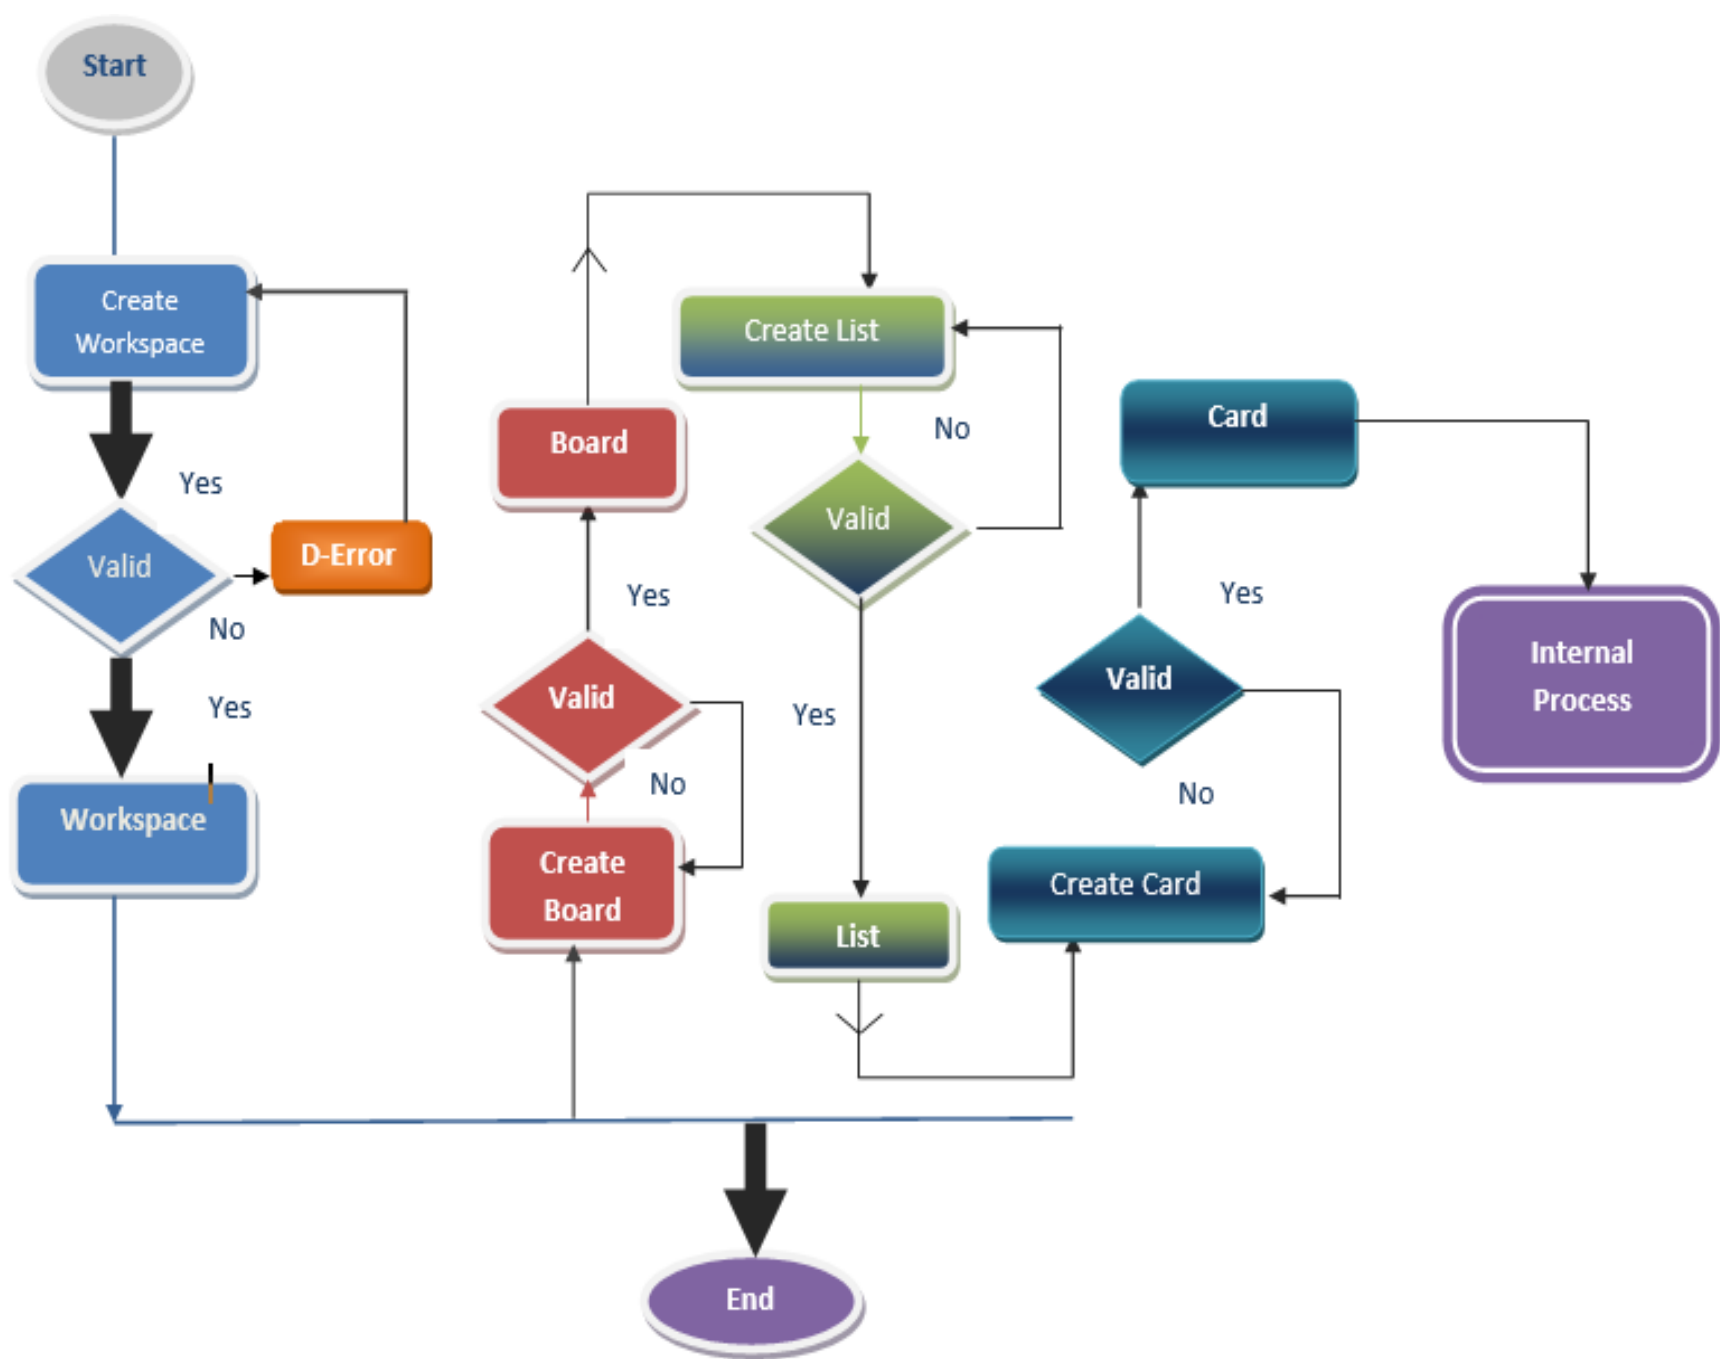 Start
Create
Workspace
Yes
Valid
D-Error
No
Yes
Workspace
Board
Yes
Valid
No
Create
Board
Create List
No
Valid
Yes
List
Card
Yes
Valid
No
Create Card
Internal
Process
End